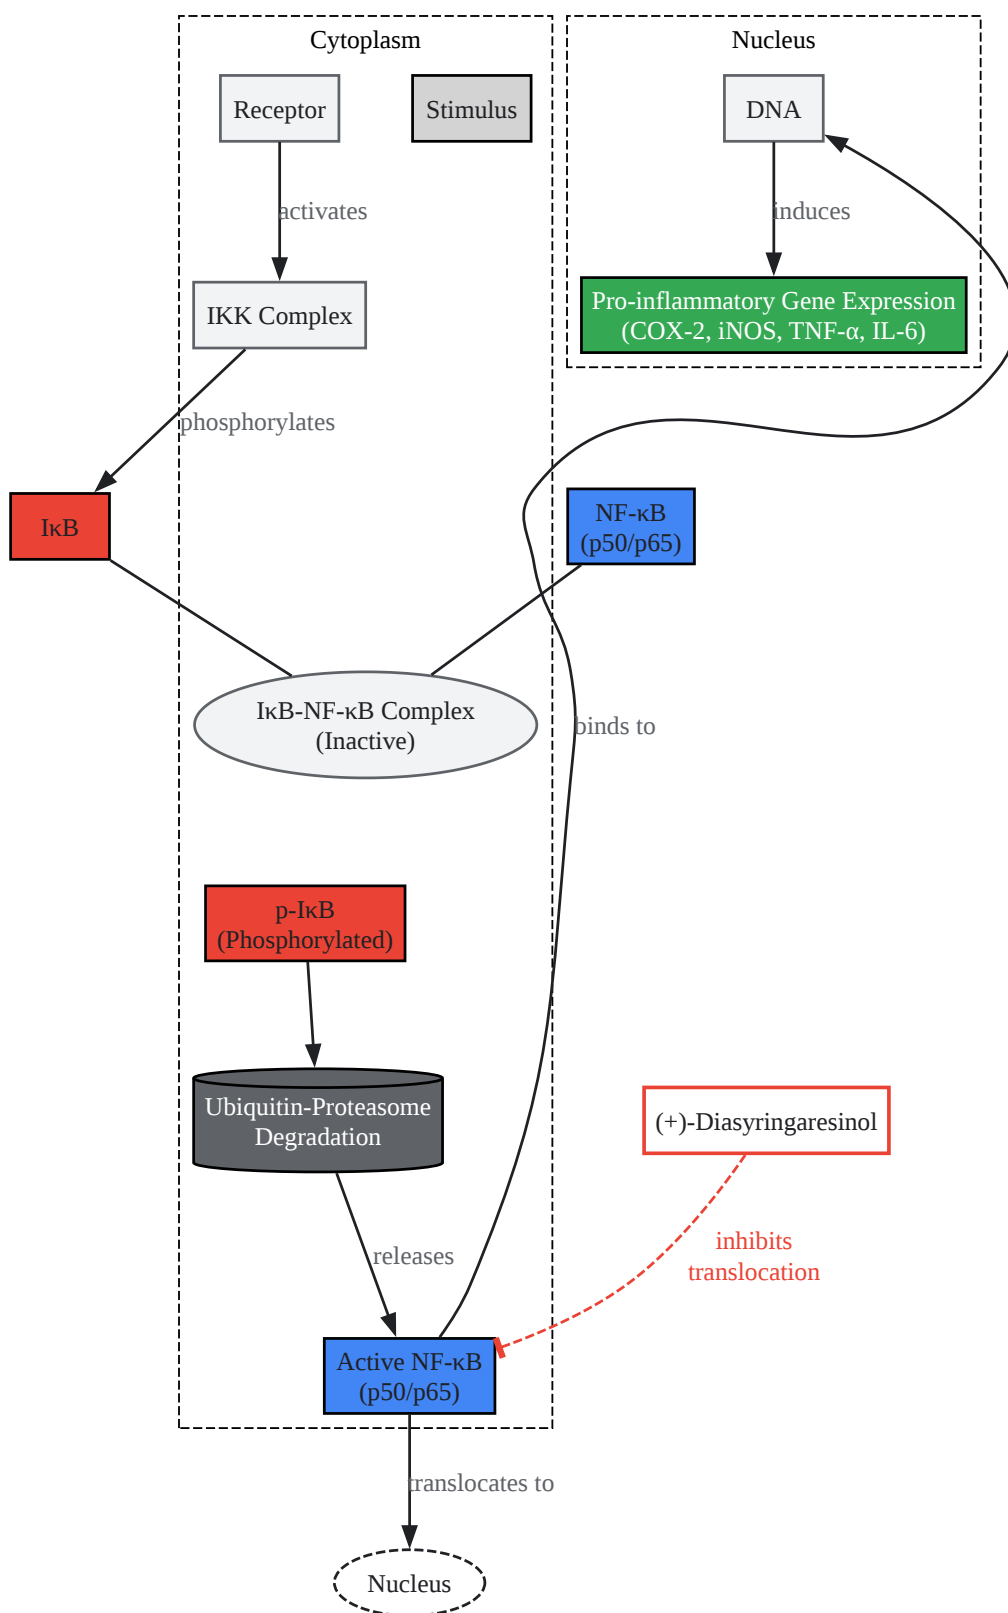 Cytoplasm
Nucleus
Receptor
Stimulus
DNA
activates
induces
IKK Complex
Pro-inflammatory Gene Expression
(COX-2, iNOS, TNF-α, IL-6)
phosphorylates
IκB
NF-κB
(p50/p65)
IκB-NF-κB Complex
(Inactive)
binds to
p-IκB
(Phosphorylated)
Ubiquitin-Proteasome
Degradation
(+)-Diasyringaresinol
releases
inhibits
translocation
Active NF-κB
(p50/p65)
translocates to
Nucleus